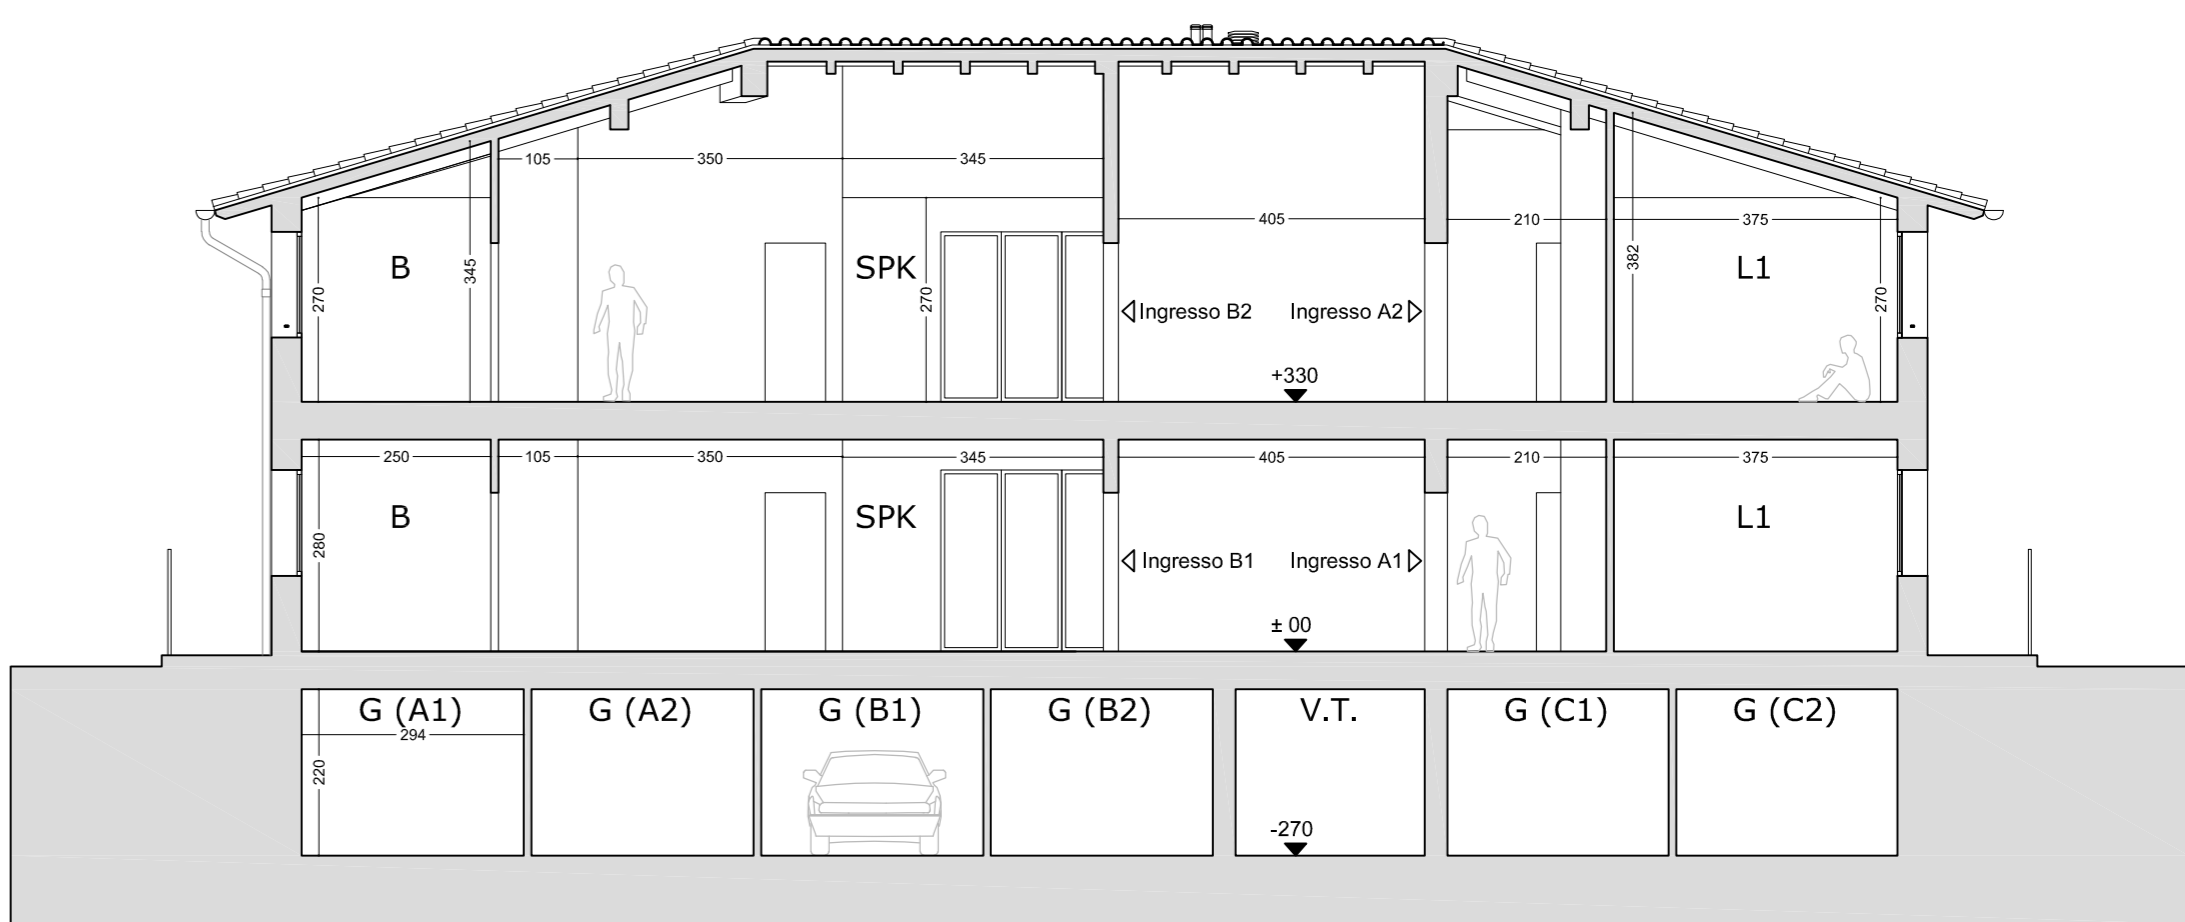 105 350 345
405 210 375
B 345 270 SPK 270 382 L1 270
Ingresso B2 Ingresso A2
+330
250 105 350 345 405 210 375
B SPK L1
280
Ingresso B1 Ingresso A1
± 00
G (A1) G (A2) G (B1) G (B2) V.T. G (C1) G (C2)
294
220
-270